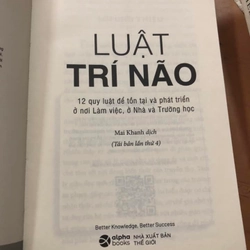 LUẬT
TRÍ NÃO
12 quy luật để tồn tại và phát triển
ở nơi Làm việc, ở Nhà và Trường học
Mai Khanh dịch
(Tái bản lần thứ 4)
Better Knowledge, Better Success
alpha books
NHÀ XUẤT BẢN
THẾ GIỚI